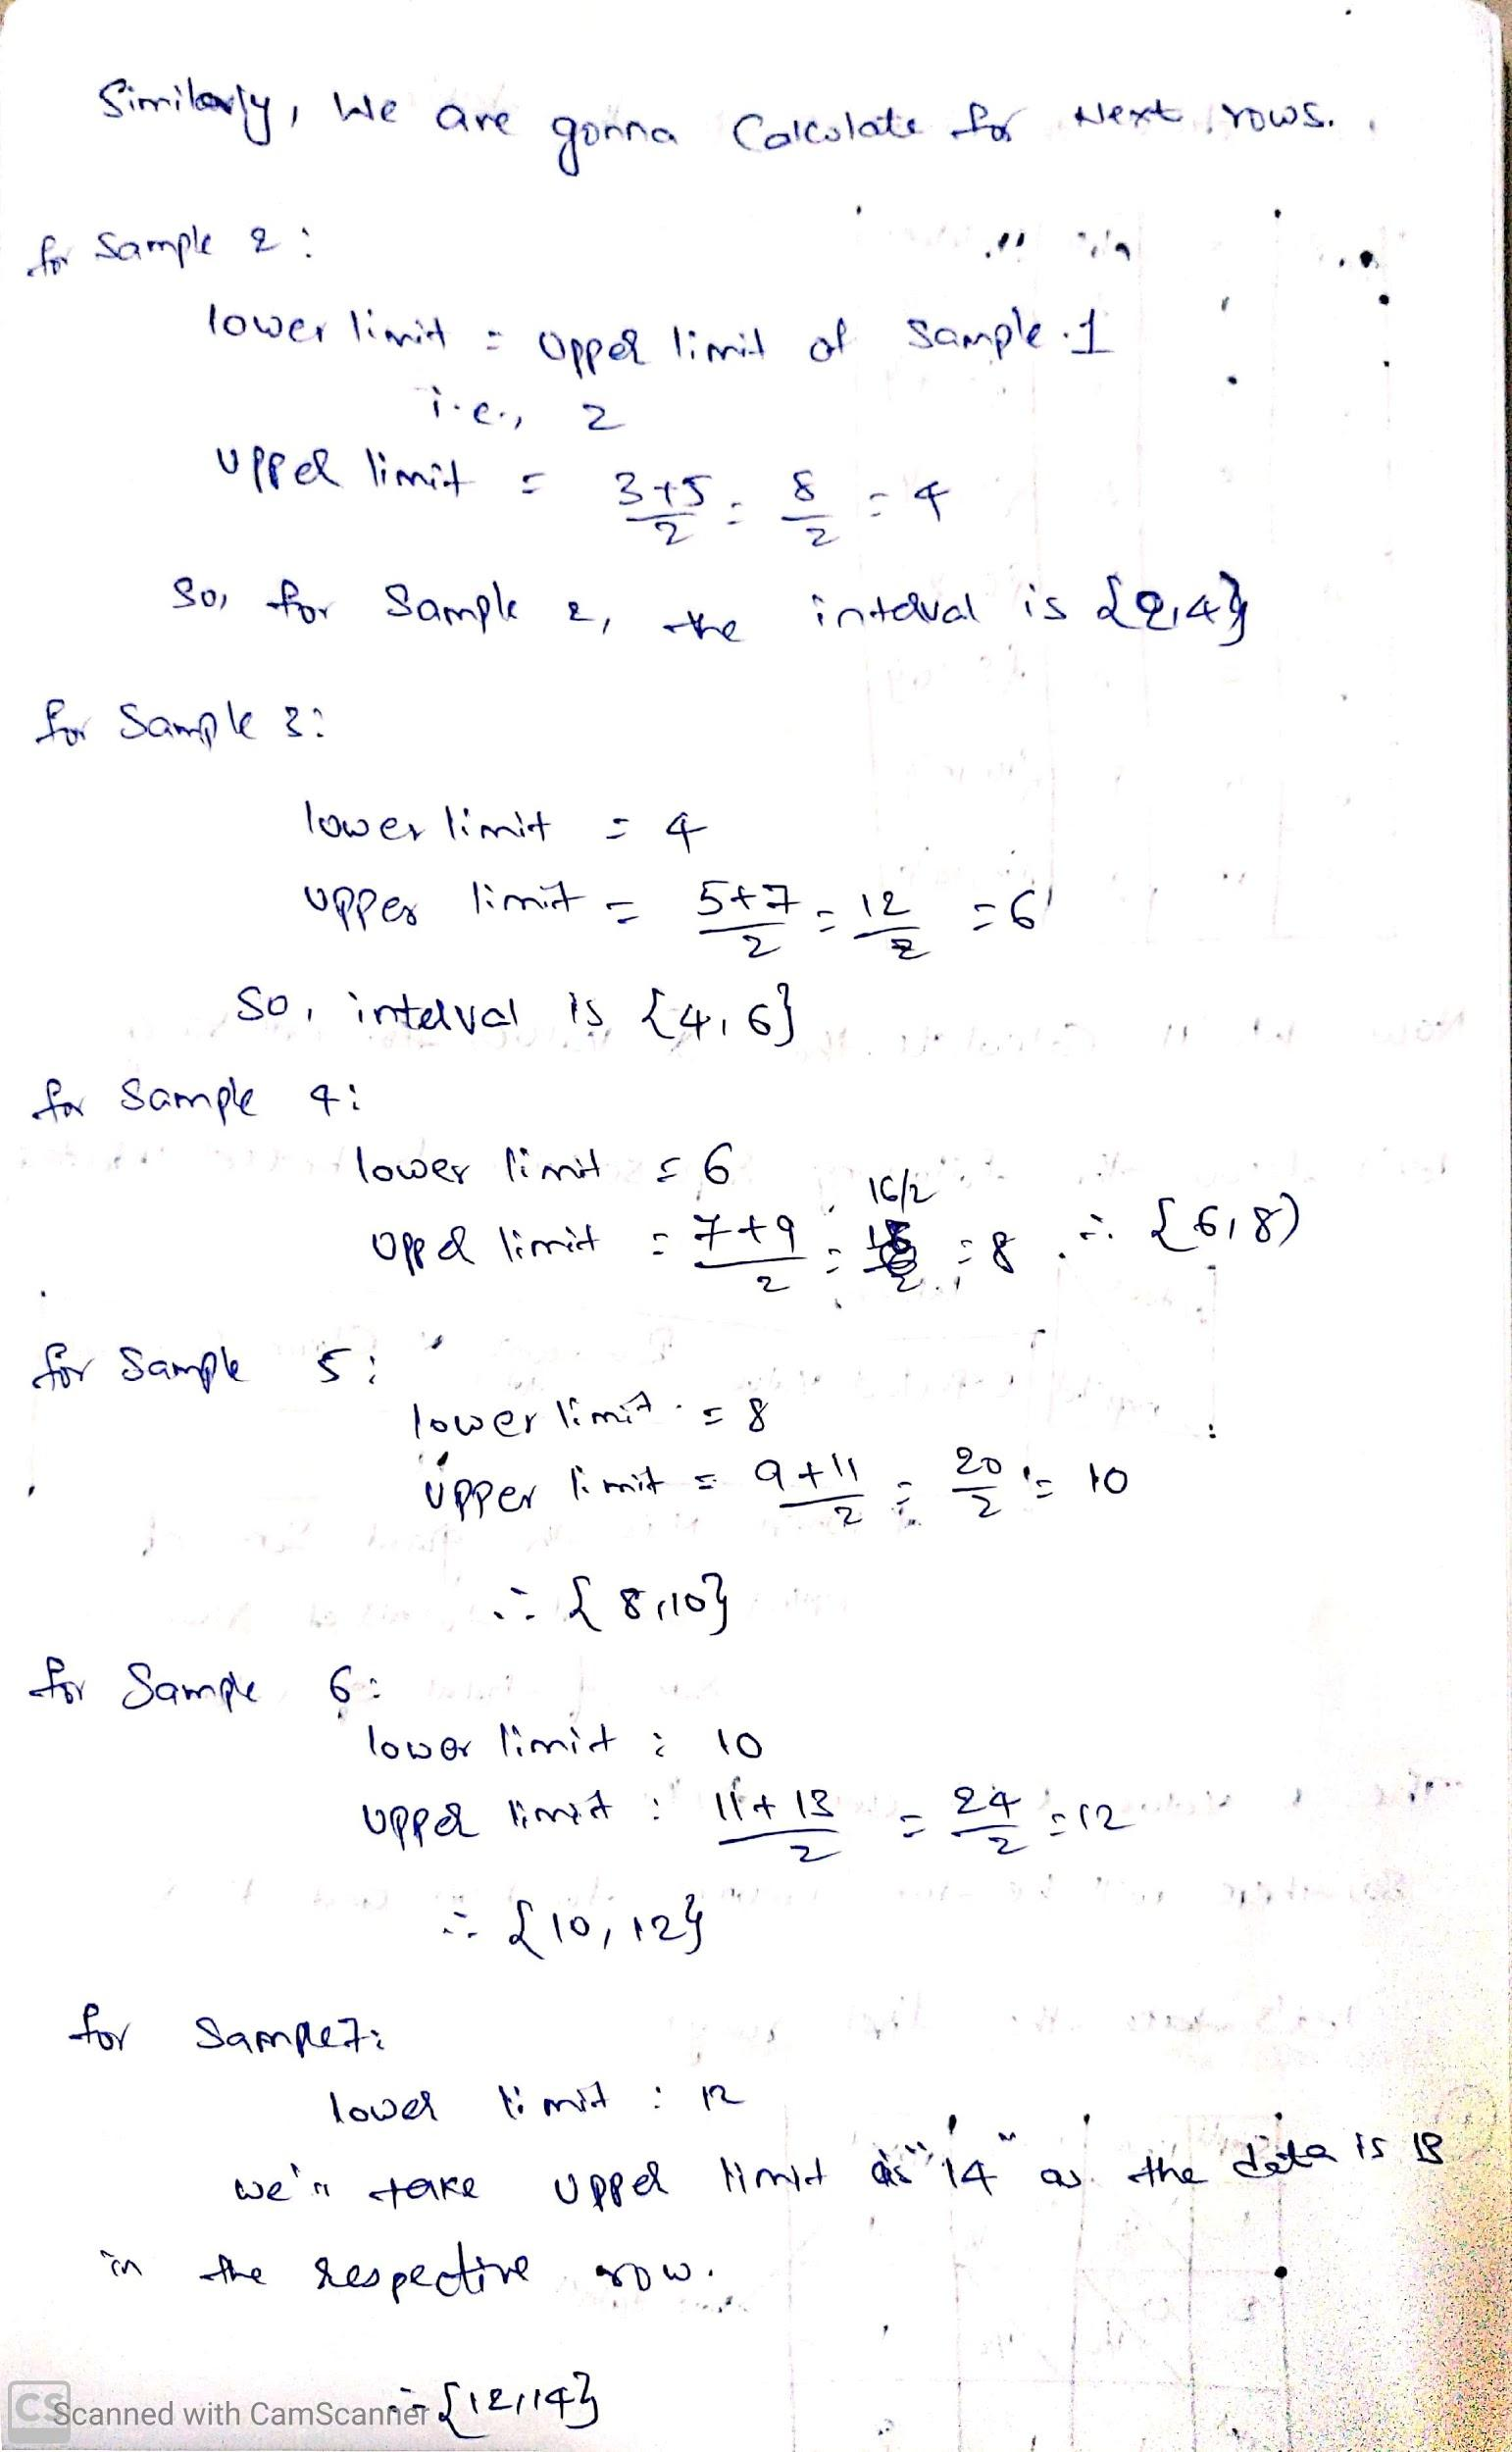 Similarly, We are gonna Calculate for Next rows.
for Sample 2:
lower limit = Upper limit of Sample 1
i.e., 2
Upper limit = 3+5/2 = 8/2 = 4
So, for Sample 2, the interval is {2,4}
for Sample 3:
lower limit = 4
upper limit = 5+7/2 = 12/2 = 6
So, interval is {4,6}
for Sample 4:
lower limit = 6
upper limit = 7+9/2 = 16/2 = 8 ∴ {6,8)
for Sample 5:
lower limit = 8
upper limit = 9+11/2 = 20/2 = 10
∴ {8,10}
for Sample 6:
lower limit : 10
upper limit : 11+13/2 = 24/2 = 12
∴ {10,12}
for Sample 7:
lower limit : 12
we'll take Upper limit as "14" as the data is 13
in the respective row.
∴ {12,14}
CS Scanned with CamScanner